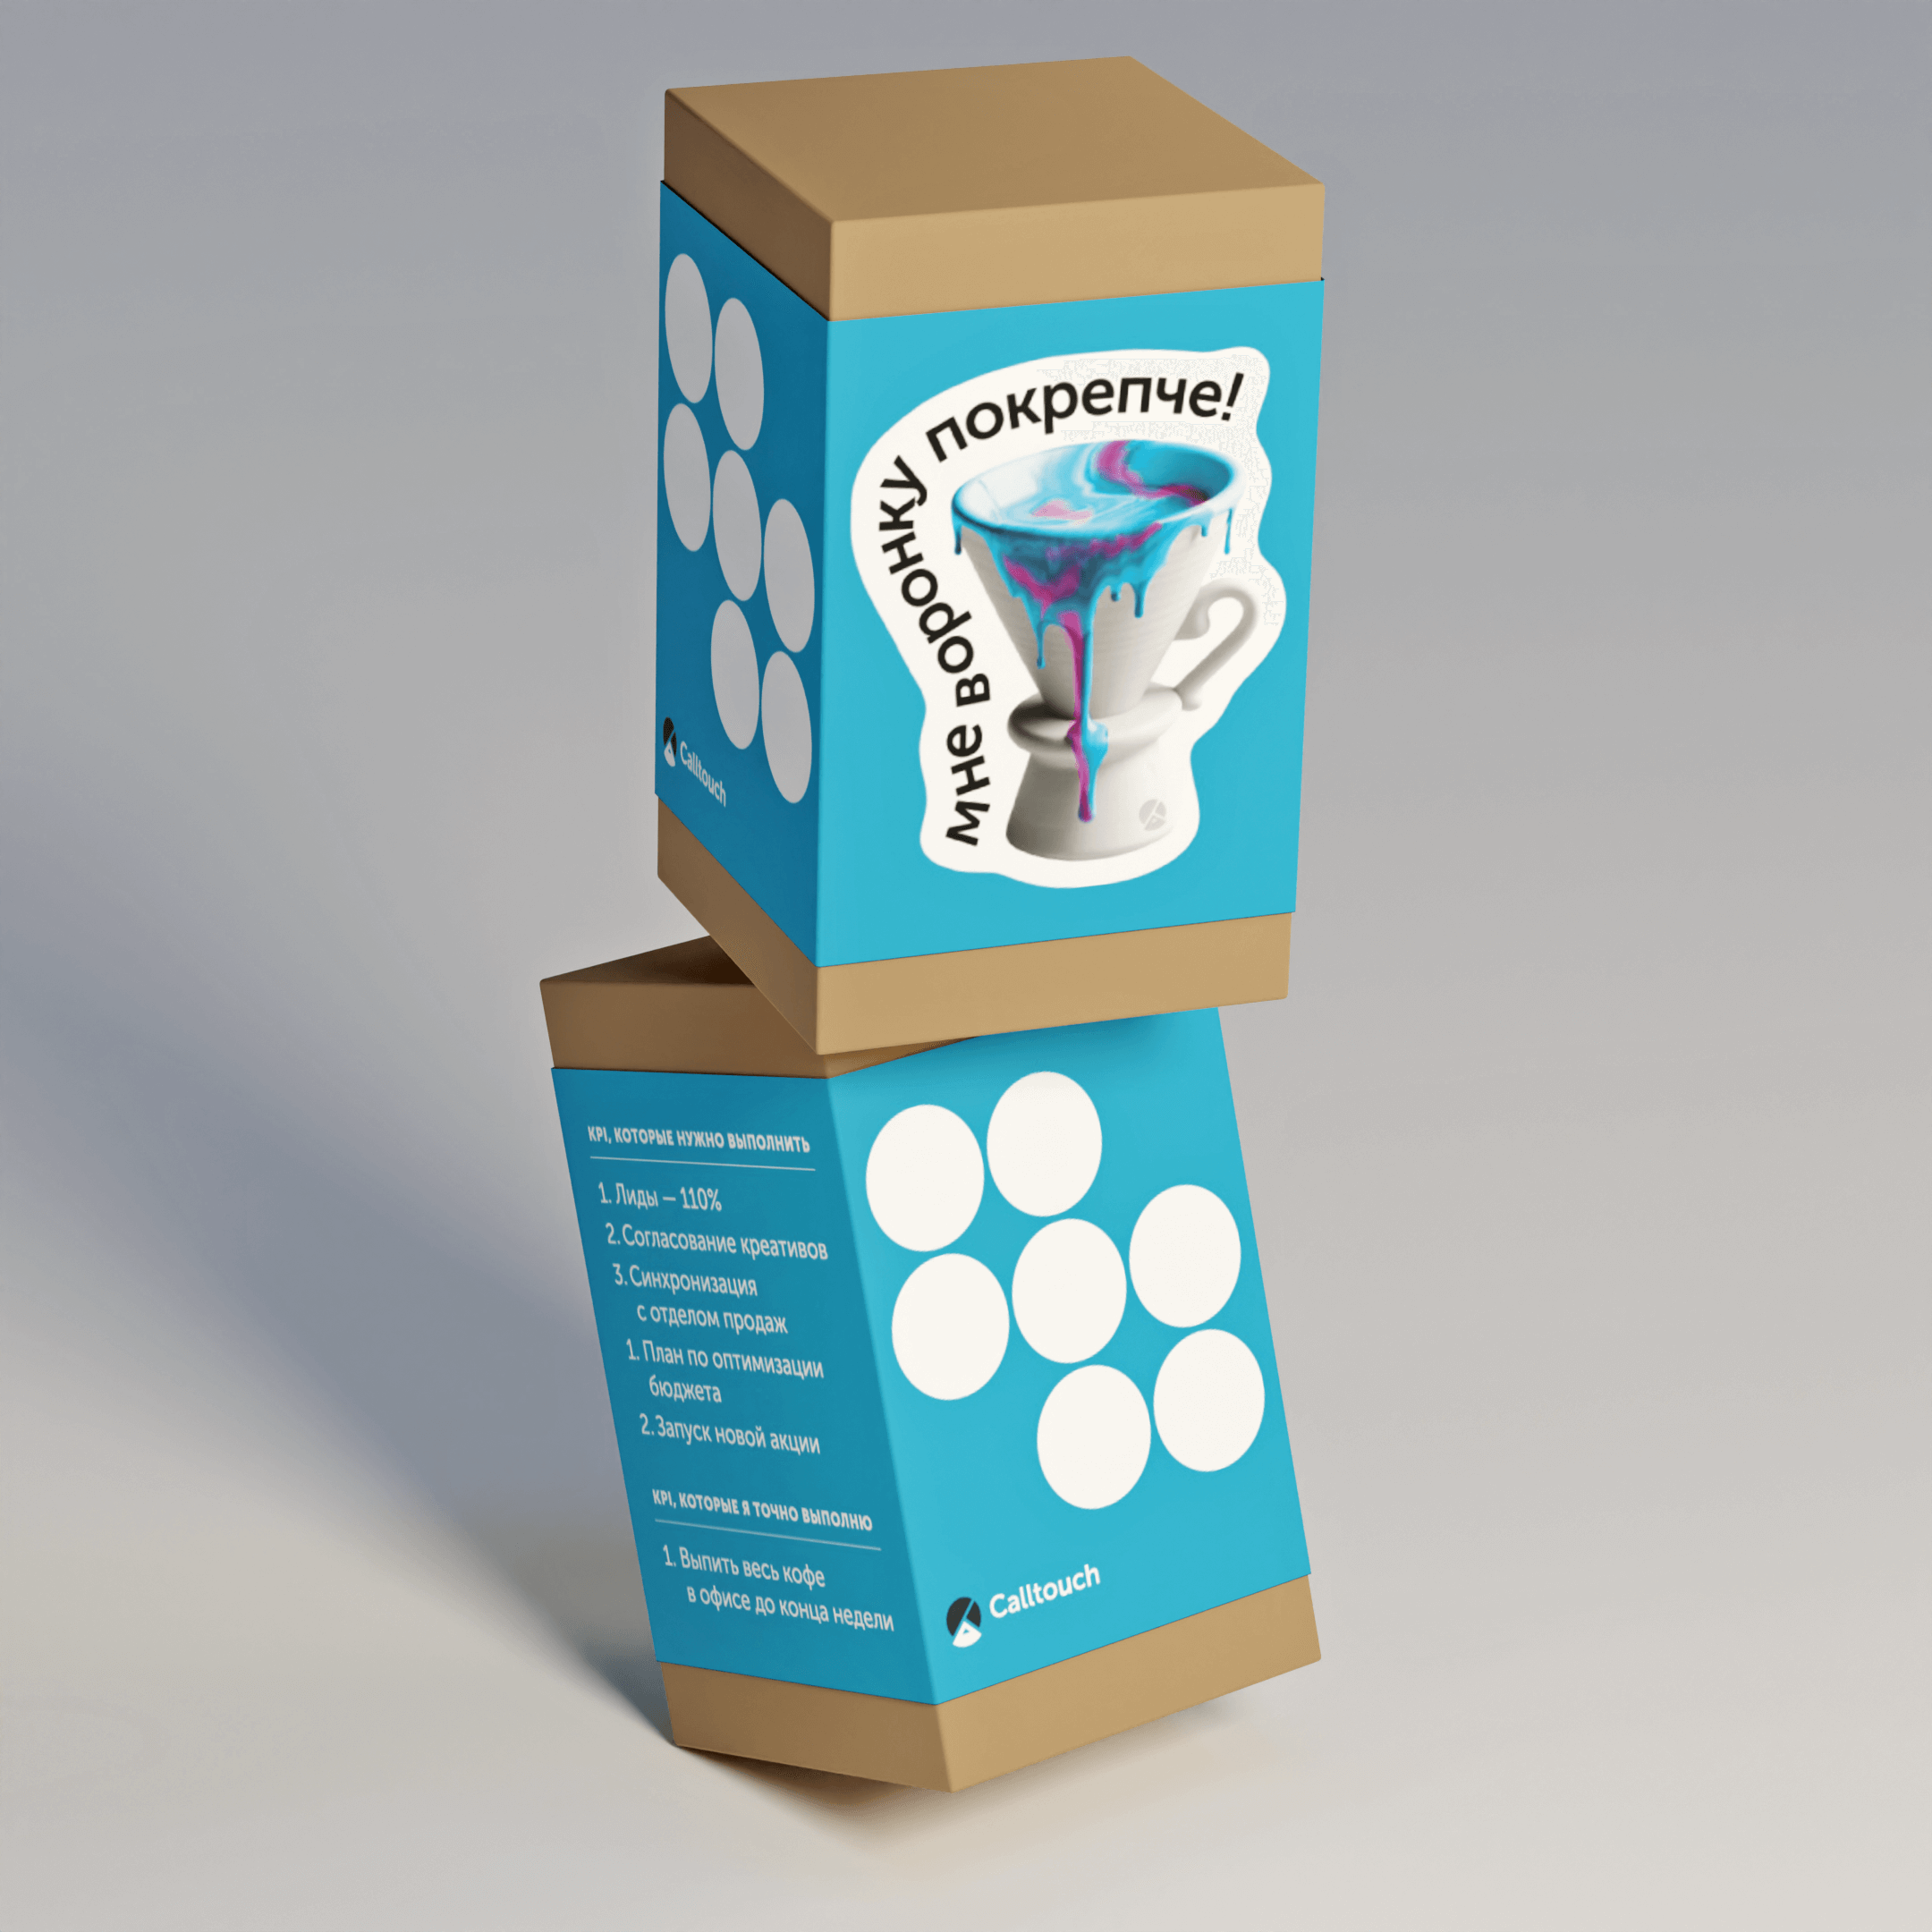 мне воронку покрепче!
Calltouch
KPI, КОТОРЫЕ НУЖНО ВЫПОЛНИТЬ
1. Лиды — 110%
2. Согласование креативов
3. Синхронизация
с отделом продаж
1. План по оптимизации
бюджета
2. Запуск новой акции
KPI, КОТОРЫЕ Я ТОЧНО ВЫПОЛНЮ
1. Выпить весь кофе
в офисе до конца недели
Calltouch